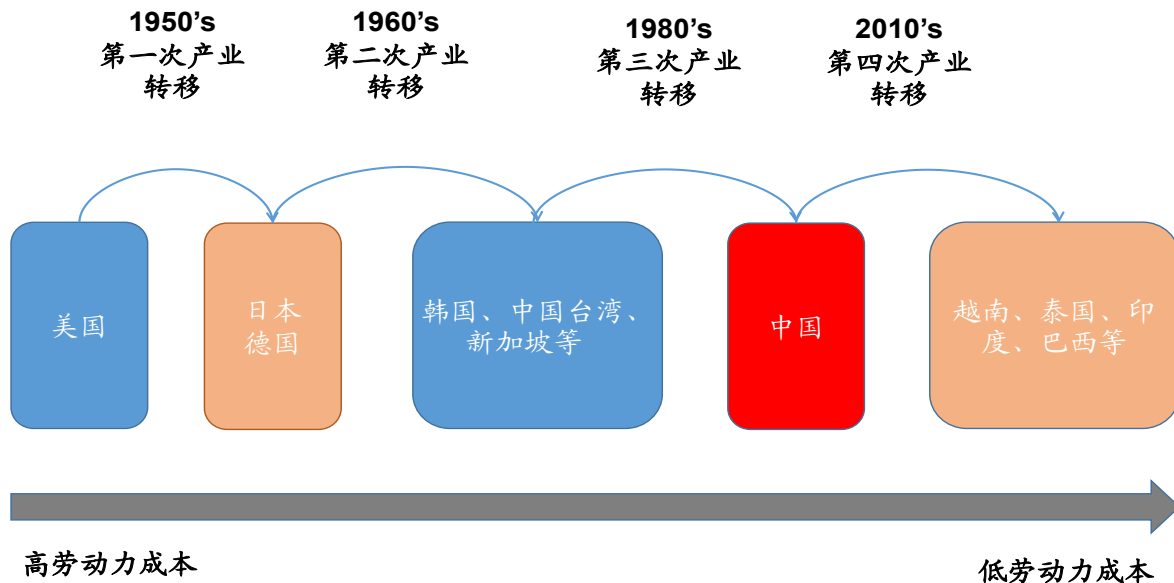 1950’s
第一次产业
转移
1960’s
第二次产业
转移
1980’s
第三次产业
转移
2010’s
第四次产业
转移
美国
日本
德国
韩国、中国台湾、
新加坡等
中国
越南、泰国、印
度、巴西等
高劳动力成本
低劳动力成本